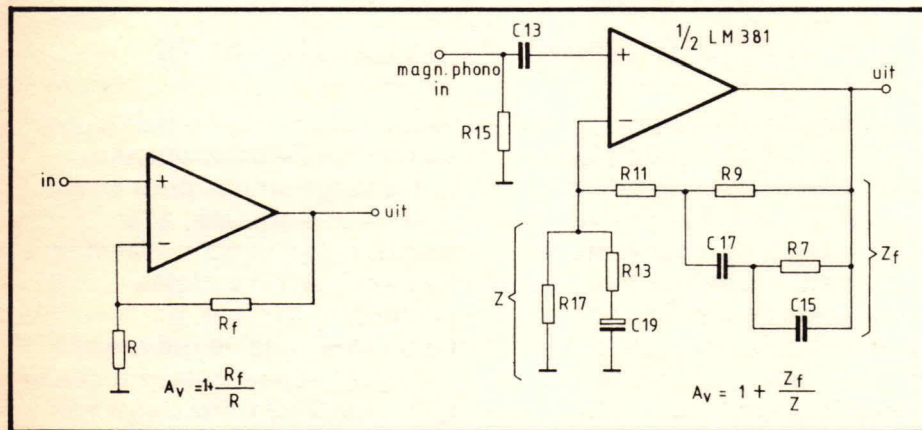 in
+
−
uit
Rf
R
Av = 1+ Rf / R
magn. phono
in
C13
R15
½ LM 381
+
−
uit
R11
R9
C17
R7
C15
Zf
Z
R17
R13
C19
Av = 1 + Zf / Z